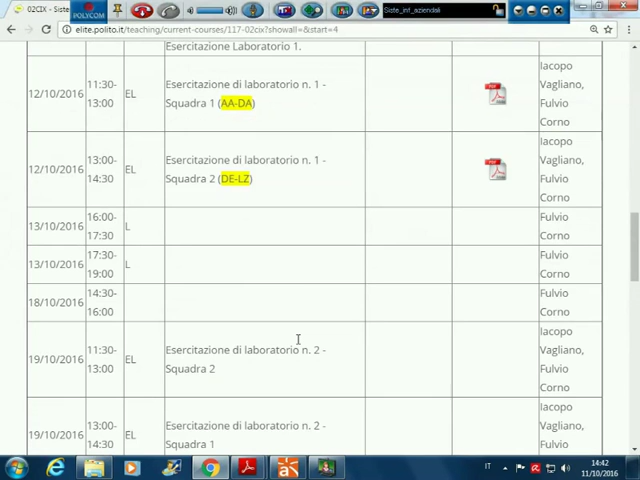 02CIX - Siste
POLYCOM
Siste_int_aziendali
elite.polito.it/teaching/current-courses/117-02cix?showall=&start=4
Esercitazione Laboratorio 1.
12/10/2016 11:30-13:00 EL Esercitazione di laboratorio n. 1 - Squadra 1 (AA-DA) PDF Iacopo Vagliano, Fulvio Corno
12/10/2016 13:00-14:30 EL Esercitazione di laboratorio n. 1 - Squadra 2 (DE-LZ) PDF Iacopo Vagliano, Fulvio Corno
13/10/2016 16:00-17:30 L Fulvio Corno
13/10/2016 17:30-19:00 L Fulvio Corno
18/10/2016 14:30-16:00 Fulvio Corno
19/10/2016 11:30-13:00 EL Esercitazione di laboratorio n. 2 - Squadra 2 Iacopo Vagliano, Fulvio Corno
19/10/2016 13:00-14:30 EL Esercitazione di laboratorio n. 2 - Squadra 1 Iacopo Vagliano, Fulvio
IT
14:42
11/10/2016